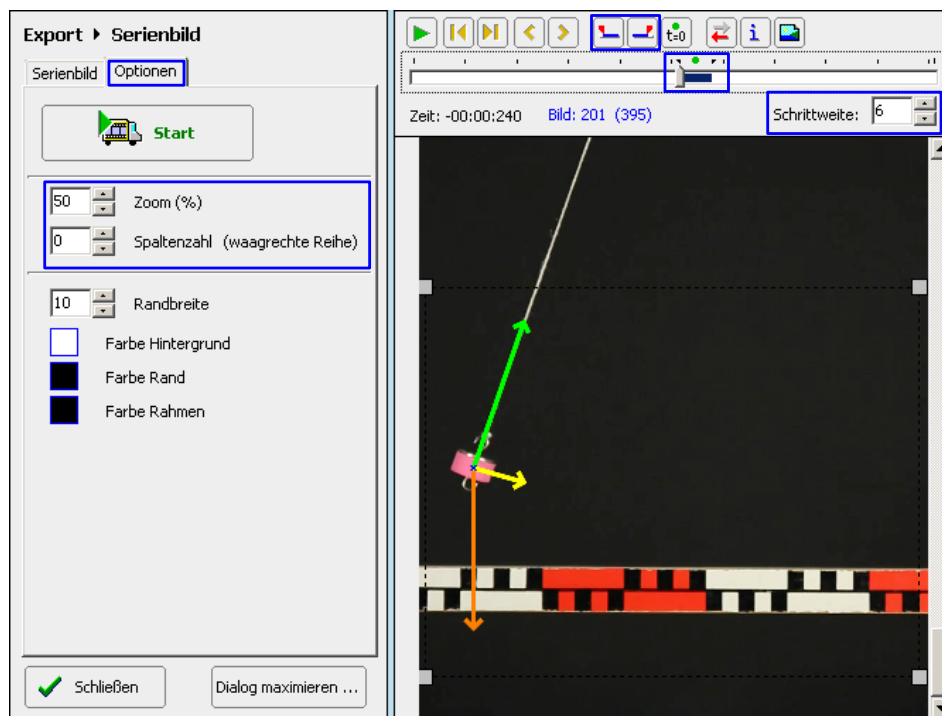 Export ▸ Serienbild
Serienbild
Optionen
Start
50
Zoom (%)
0
Spaltenzahl (waagrechte Reihe)
10
Randbreite
Farbe Hintergrund
Farbe Rand
Farbe Rahmen
Schließen
Dialog maximieren ...
t=0
i
Zeit: -00:00:240
Bild: 201 (395)
Schrittweite:
6